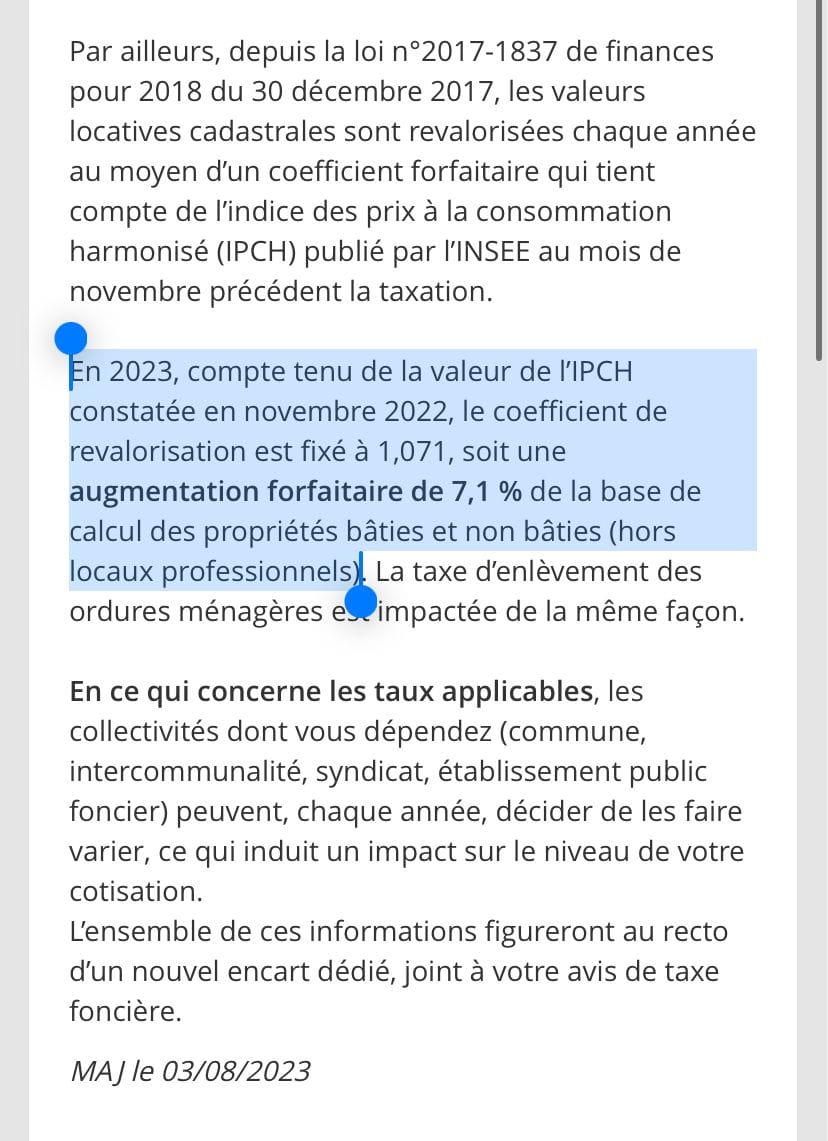 Par ailleurs, depuis la loi n°2017-1837 de finances
pour 2018 du 30 décembre 2017, les valeurs
locatives cadastrales sont revalorisées chaque année
au moyen d’un coefficient forfaitaire qui tient
compte de l’indice des prix à la consommation
harmonisé (IPCH) publié par l’INSEE au mois de
novembre précédent la taxation.
En 2023, compte tenu de la valeur de l’IPCH
constatée en novembre 2022, le coefficient de
revalorisation est fixé à 1,071, soit une
augmentation forfaitaire de 7,1 % de la base de
calcul des propriétés bâties et non bâties (hors
locaux professionnels). La taxe d’enlèvement des
ordures ménagères est impactée de la même façon.
En ce qui concerne les taux applicables, les
collectivités dont vous dépendez (commune,
intercommunalité, syndicat, établissement public
foncier) peuvent, chaque année, décider de les faire
varier, ce qui induit un impact sur le niveau de votre
cotisation.
L’ensemble de ces informations figureront au recto
d’un nouvel encart dédié, joint à votre avis de taxe
foncière.
MAJ le 03/08/2023